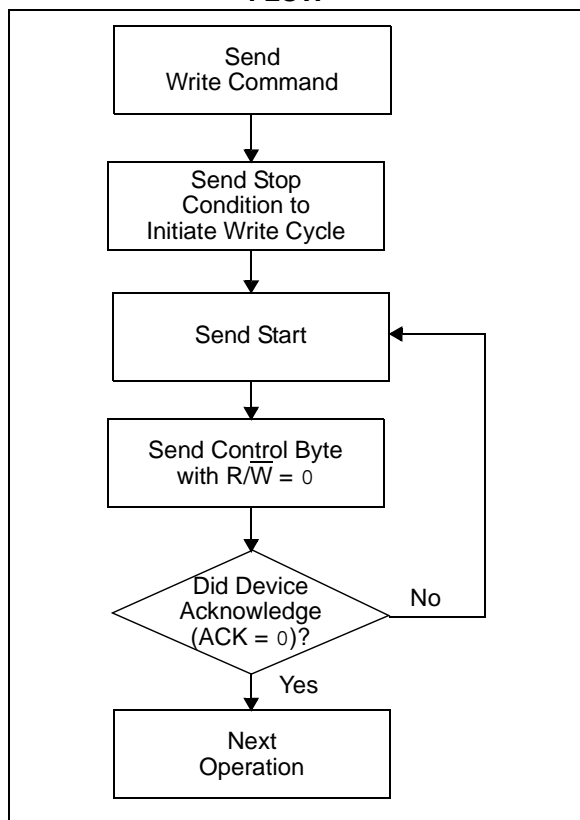 Send
Write Command
Send Stop
Condition to
Initiate Write Cycle
Send Start
Send Control Byte
with R/W̅ = 0
Did Device
Acknowledge
(ACK = 0)?
No
Yes
Next
Operation